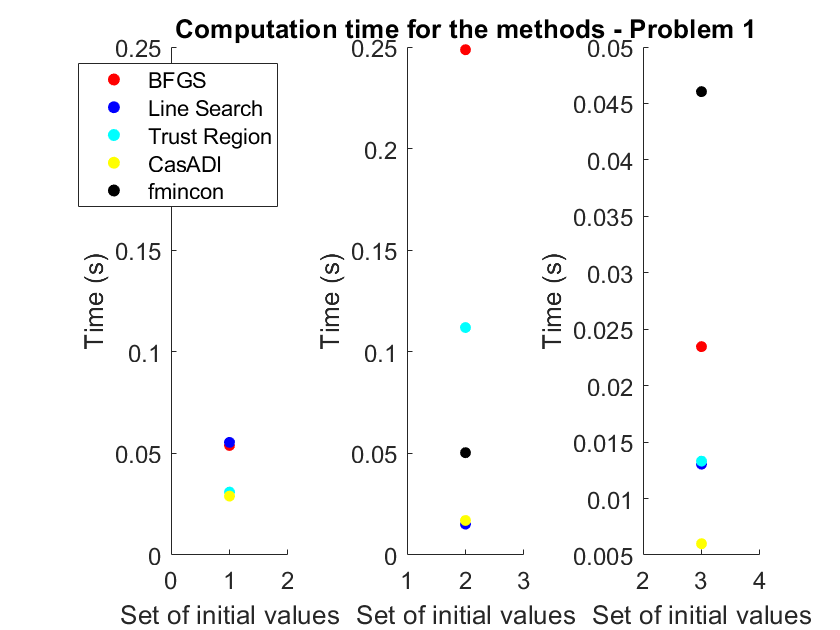 Computation time for the methods - Problem 1
0.25
0.15
0.1
0.05
0
0 1 2
Time (s)
Set of initial values
BFGS
Line Search
Trust Region
CasADI
fmincon
0.25
0.2
0.15
0.1
0.05
0
1 2 3
Time (s)
Set of initial values
0.05
0.045
0.04
0.035
0.03
0.025
0.02
0.015
0.01
0.005
2 3 4
Time (s)
Set of initial values